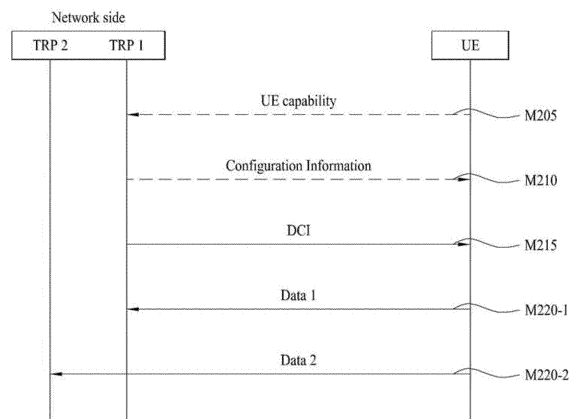 Network side
TRP 2 TRP 1 UE
UE capability
M205
Configuration Information
M210
DCI
M215
Data 1
M220-1
Data 2
M220-2